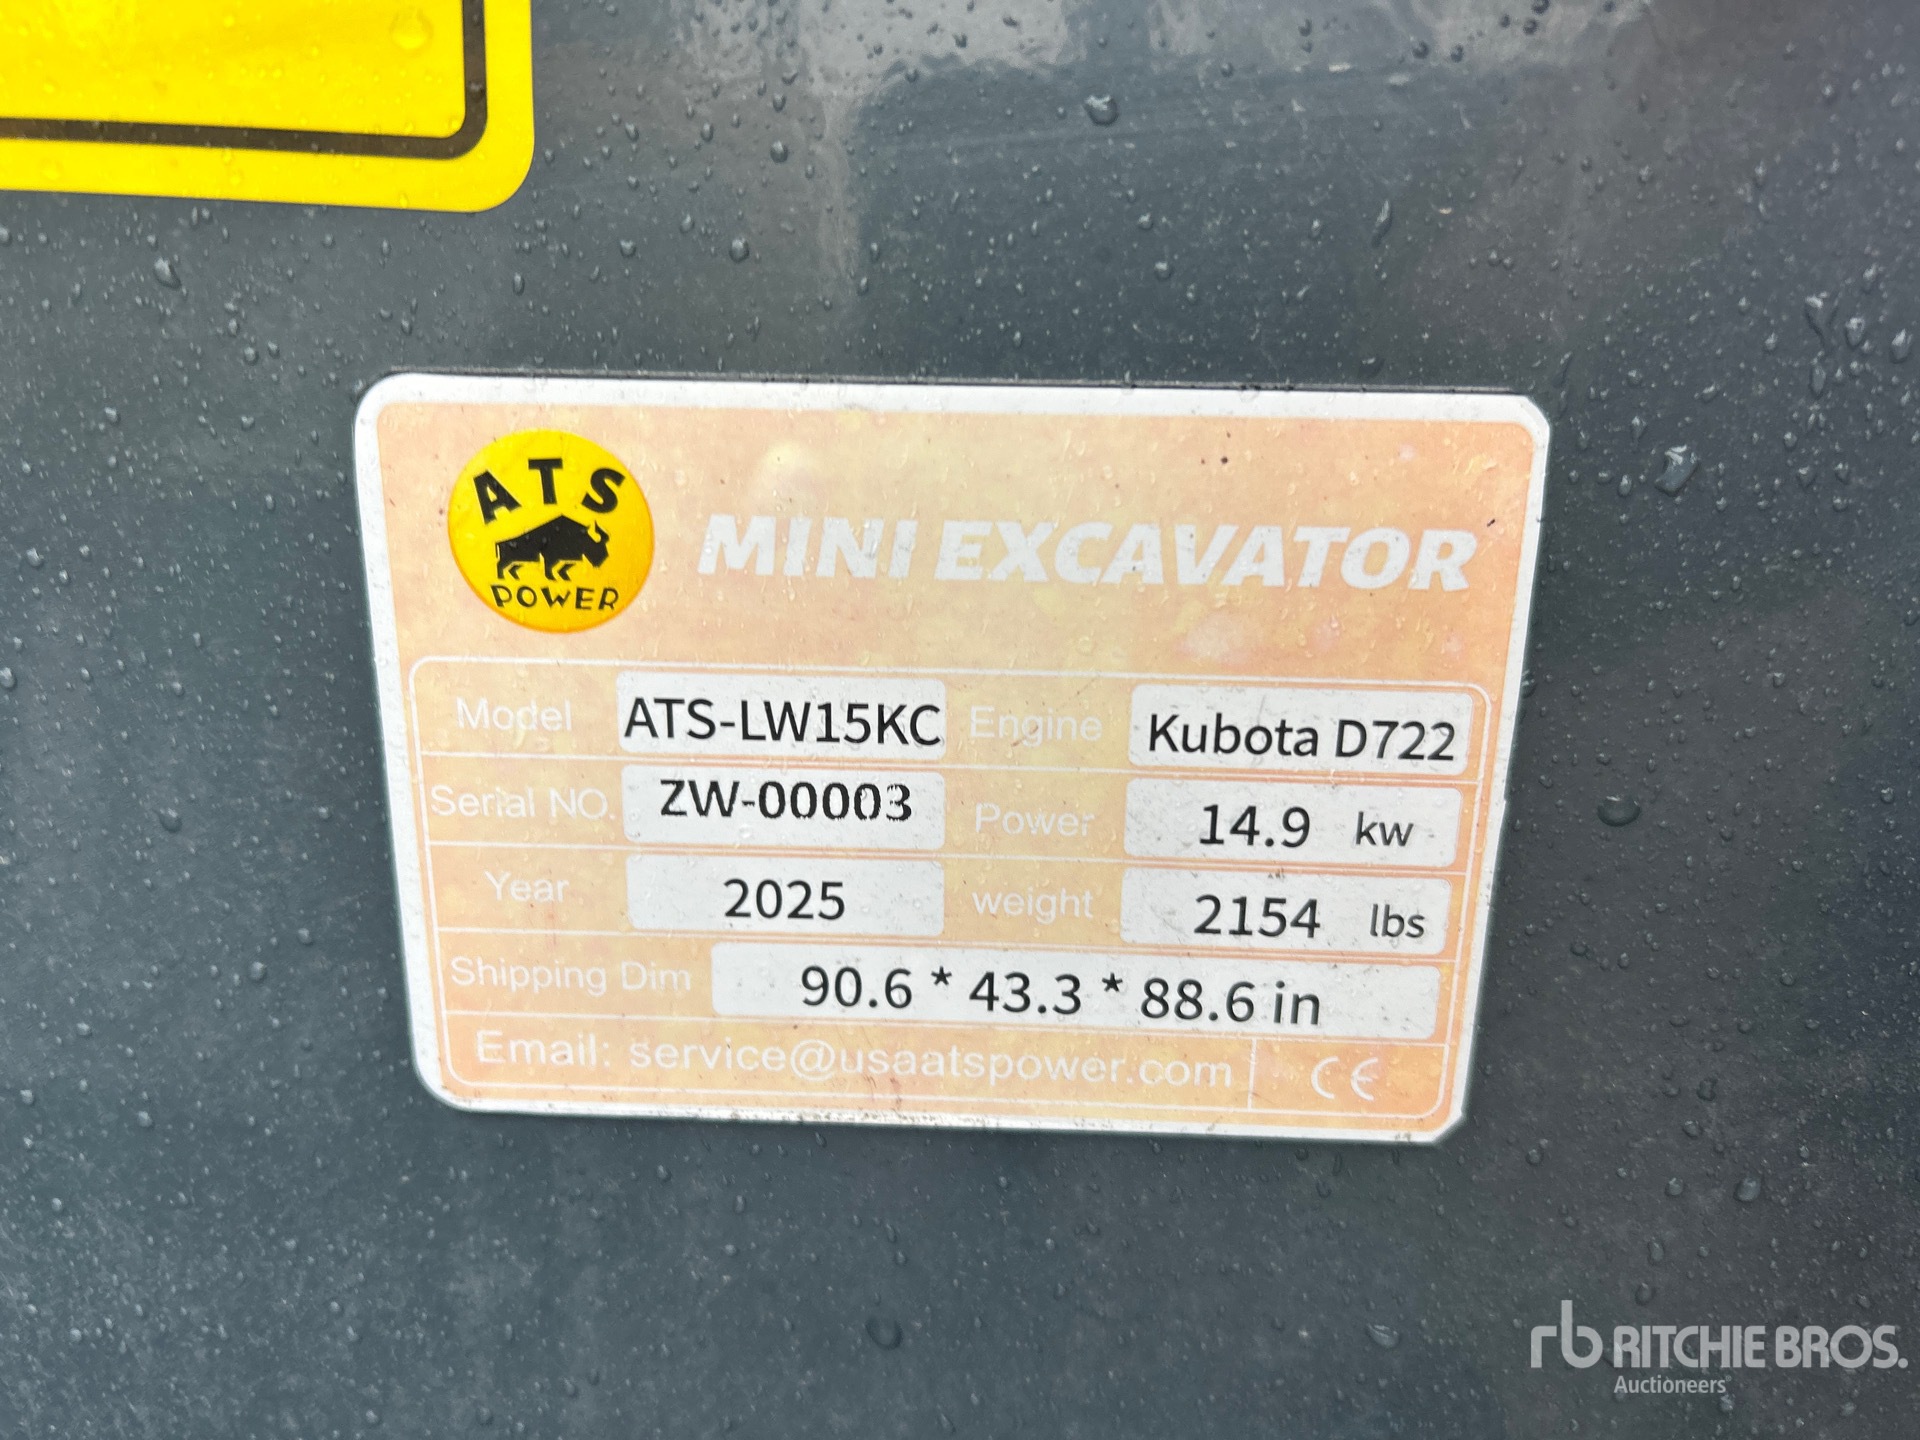 ATS
POWER
MINI EXCAVATOR
Model ATS-LW15KC Engine Kubota D722
Serial NO. ZW-00003 Power 14.9 kw
Year 2025 weight 2154 lbs
Shipping Dim 90.6 * 43.3 * 88.6 in
Email: service@usaatspower.com CE
rb RITCHIE BROS.
Auctioneers